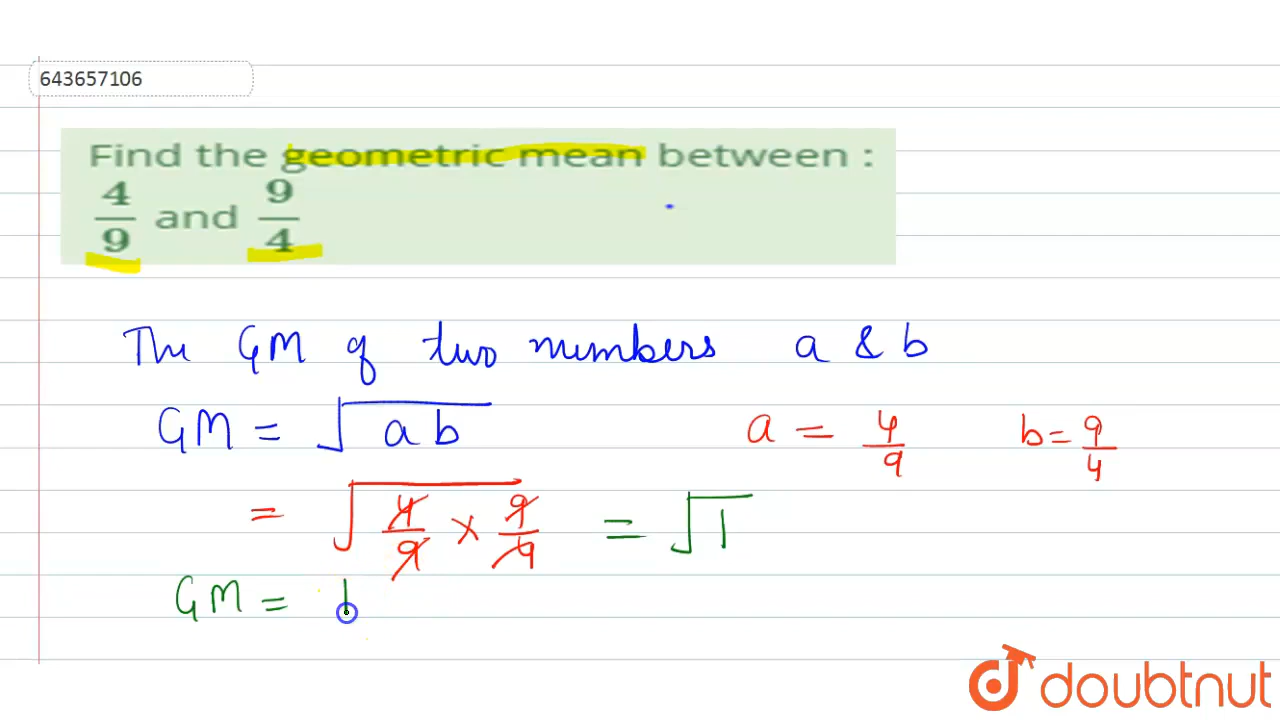 643657106
Find the geometric mean between :
4/9 and 9/4
The GM of two numbers a & b
GM = √ab a = 4/9 b = 9/4
= √4/9 × 9/4 = √1
GM = 1
doubtnut